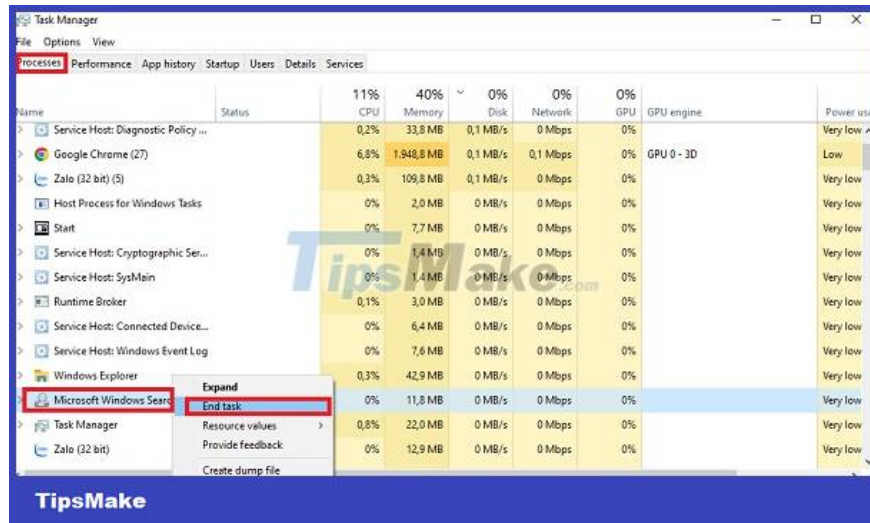 Task Manager
File Options View
Processes Performance App history Startup Users Details Services
11% 40% 0% 0% 0%
Name Status CPU Memory Disk Network GPU GPU engine Power usa
Service Host: Diagnostic Policy ... 0,2% 33,8 MB 0,1 MB/s 0 Mbps 0% Very low
Google Chrome (27) 6,8% 1.948,8 MB 0,1 MB/s 0,1 Mbps 0% GPU 0 - 3D Low
Zalo (32 bit) (5) 0,3% 109,8 MB 0,1 MB/s 0 Mbps 0% Very low
Host Process for Windows Tasks 0% 2,0 MB 0 MB/s 0 Mbps 0% Very low
Start 0% 7,7 MB 0 MB/s 0 Mbps 0% Very low
Service Host: Cryptographic Ser... 0% 1,4 MB 0 MB/s 0 Mbps 0% Very low
TipsMake.com
Service Host: SysMain 0% 1,4 MB 0 MB/s 0 Mbps 0% Very low
Runtime Broker 0,1% 3,0 MB 0 MB/s 0 Mbps 0% Very low
Service Host: Connected Device... 0% 6,4 MB 0 MB/s 0 Mbps 0% Very low
Service Host: Windows Event Log 0% 7,6 MB 0 MB/s 0 Mbps 0% Very low
Windows Explorer 0,3% 42,9 MB 0 MB/s 0 Mbps 0% Very low
Expand
Microsoft Windows Searc 0% 11,8 MB 0 MB/s 0 Mbps 0% Very low
End task
Task Manager 0,8% 22,0 MB 0 MB/s 0 Mbps 0% Very low
Resource values
Zalo (32 bit) 0% 12,9 MB 0 MB/s 0 Mbps 0% Very low
Provide feedback
Create dump file
TipsMake